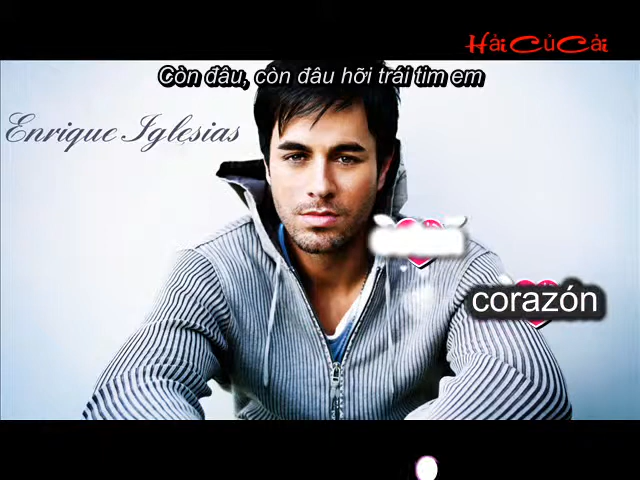 HảiCủCải
Còn đâu, còn đâu hỡi trái tim em
Enrique Iglesias
corazón